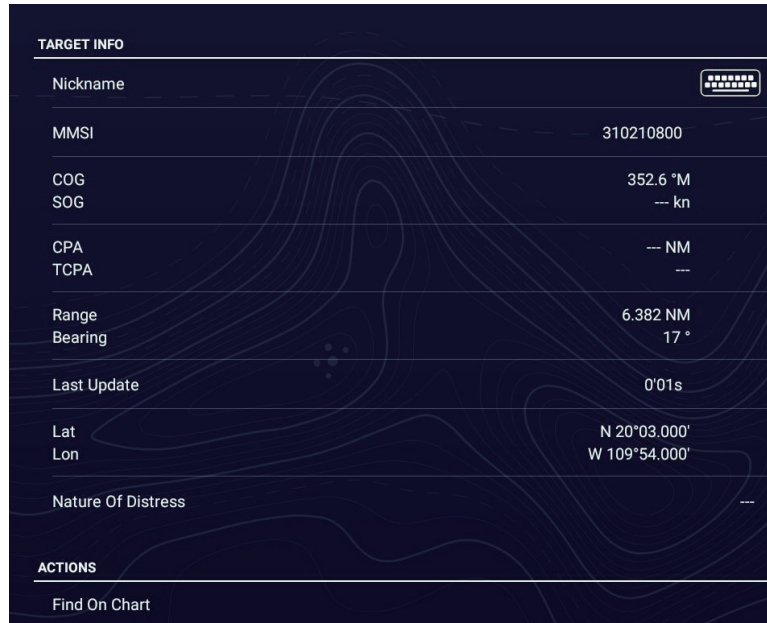 TARGET INFO
Nickname
MMSI 310210800
COG 352.6 °M
SOG --- kn
CPA --- NM
TCPA ---
Range 6.382 NM
Bearing 17 °
Last Update 0'01s
Lat N 20°03.000'
Lon W 109°54.000'
Nature Of Distress ---
ACTIONS
Find On Chart